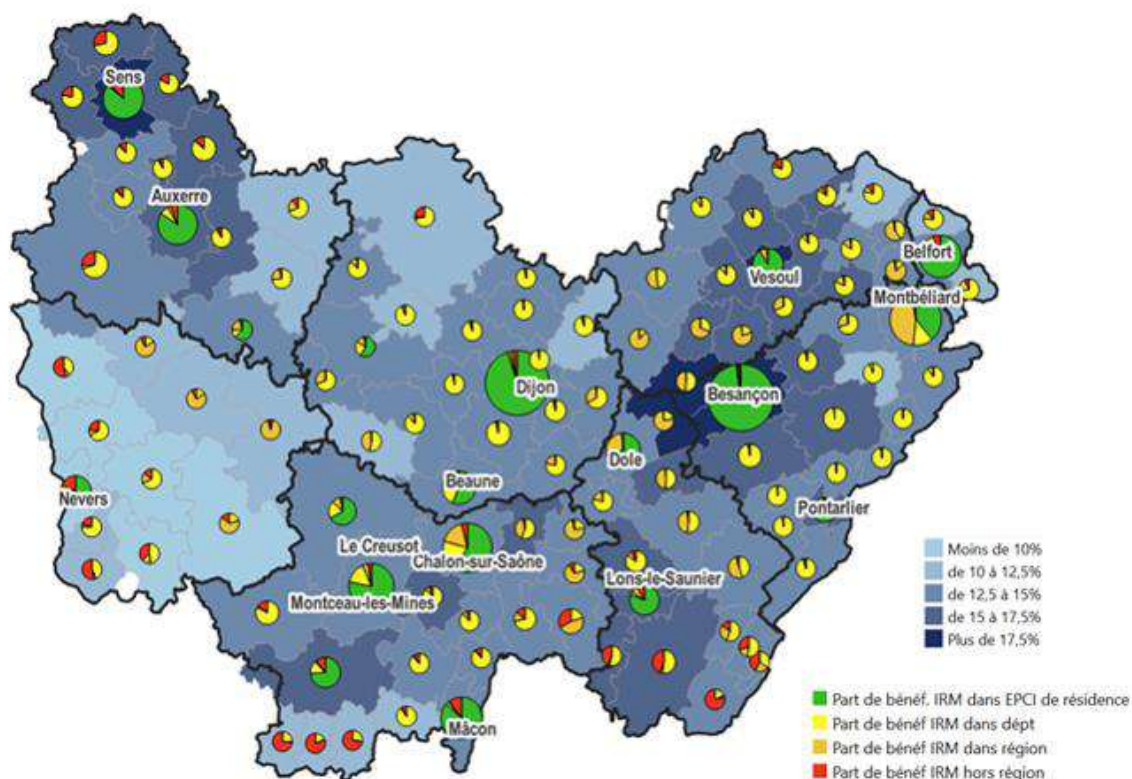 Sens
Auxerre
Belfort
Vesoul
Montbéliard
Dijon
Besançon
Dole
Beaune
Nevers
Pontarlier
Le Creusot
Chalon-sur-Saône
Lons-le-Saunier
Montceau-les-Mines
Mâcon
Moins de 10%
de 10 à 12,5%
de 12,5 à 15%
de 15 à 17,5%
Plus de 17,5%
Part de bénéf. IRM dans EPCI de résidence
Part de bénéf IRM dans dépt
Part de bénéf IRM dans région
Part de bénéf IRM hors région